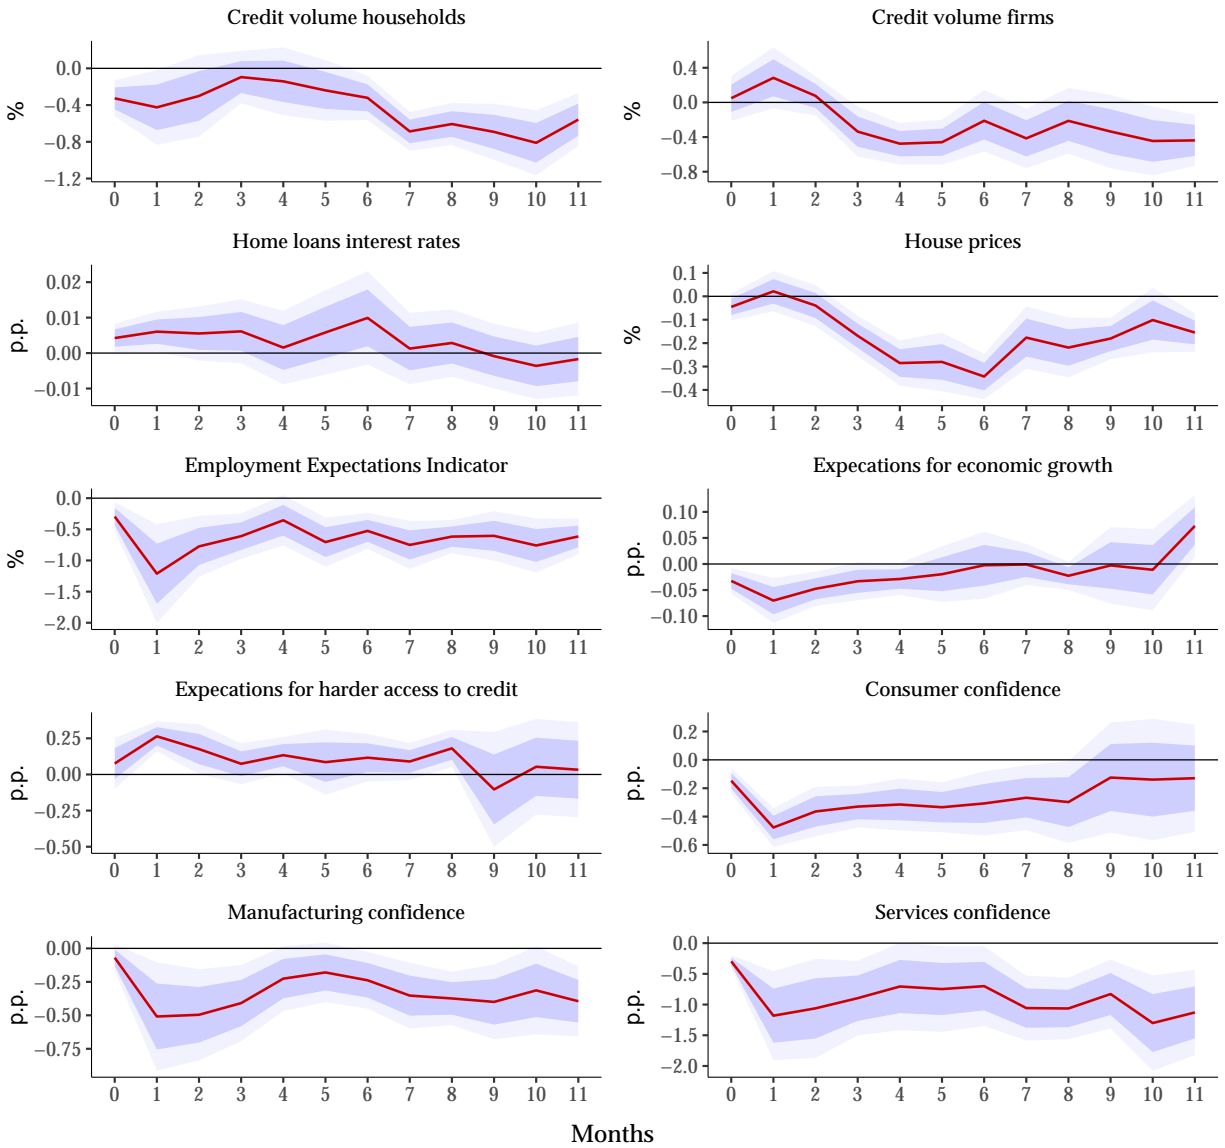 Credit volume households
%
0.0
−0.4
−0.8
−1.2
0 1 2 3 4 5 6 7 8 9 10 11
Credit volume firms
%
0.4
0.0
−0.4
−0.8
0 1 2 3 4 5 6 7 8 9 10 11
Home loans interest rates
p.p.
0.02
0.01
0.00
−0.01
0 1 2 3 4 5 6 7 8 9 10 11
House prices
%
0.1
0.0
−0.1
−0.2
−0.3
−0.4
0 1 2 3 4 5 6 7 8 9 10 11
Employment Expectations Indicator
%
0.0
−0.5
−1.0
−1.5
−2.0
0 1 2 3 4 5 6 7 8 9 10 11
Expecations for economic growth
p.p.
0.10
0.05
0.00
−0.05
−0.10
0 1 2 3 4 5 6 7 8 9 10 11
Expecations for harder access to credit
p.p.
0.25
0.00
−0.25
−0.50
0 1 2 3 4 5 6 7 8 9 10 11
Consumer confidence
p.p.
0.2
0.0
−0.2
−0.4
−0.6
0 1 2 3 4 5 6 7 8 9 10 11
Manufacturing confidence
p.p.
0.00
−0.25
−0.50
−0.75
0 1 2 3 4 5 6 7 8 9 10 11
Services confidence
p.p.
0.0
−0.5
−1.0
−1.5
−2.0
0 1 2 3 4 5 6 7 8 9 10 11
Months